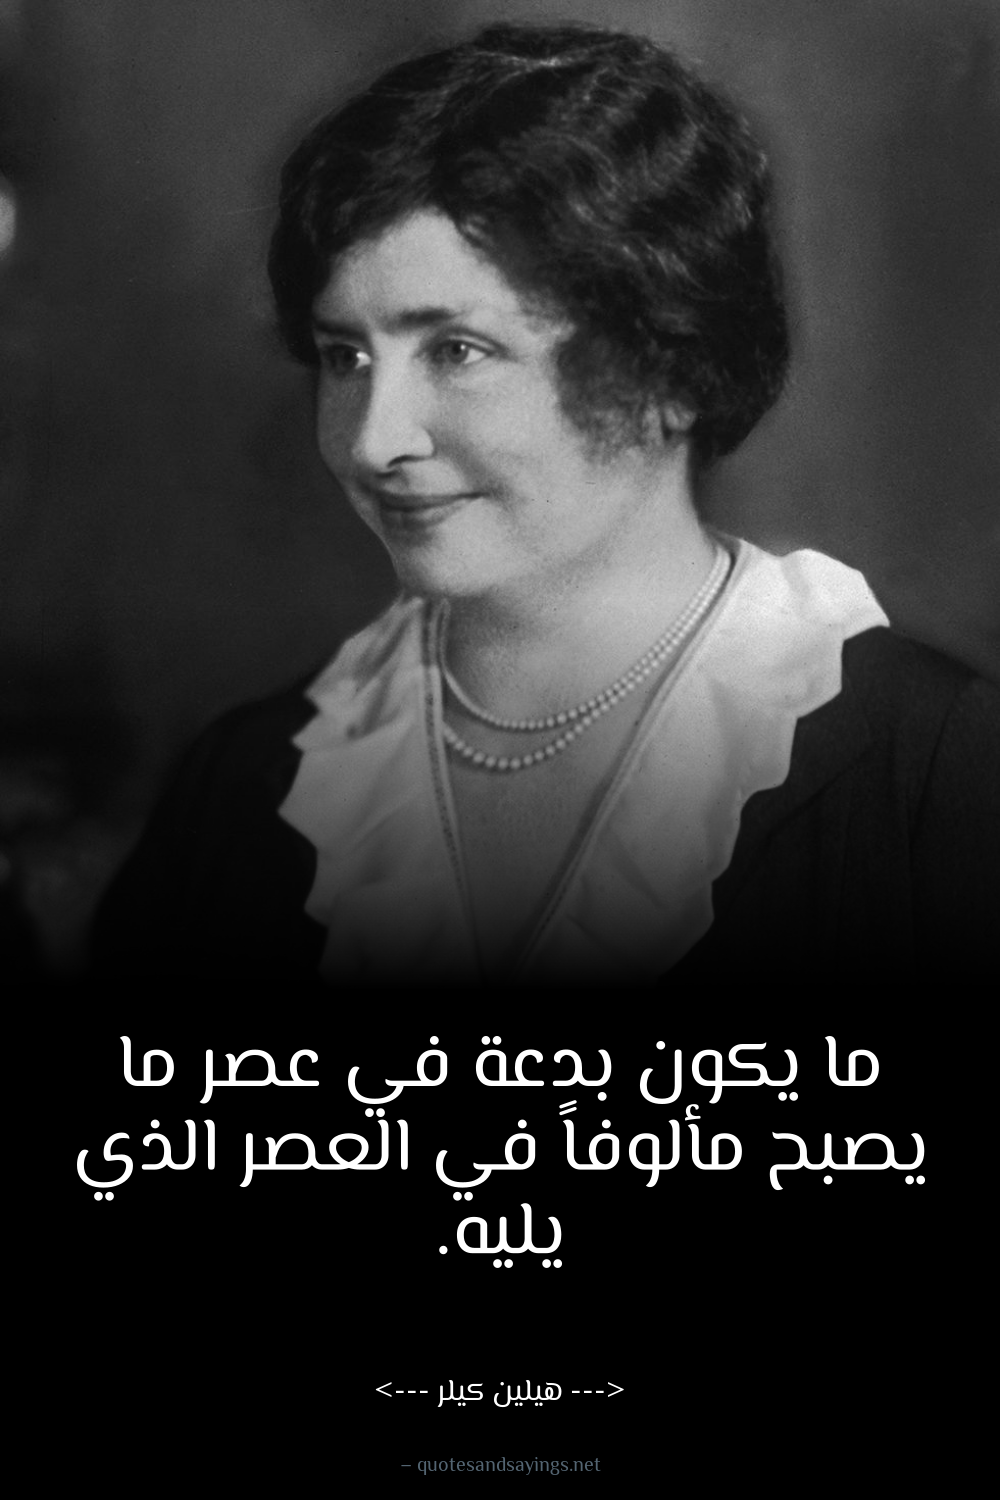 ما يكون بدعة في عصر ما
يصبح مألوفاً في العصر الذي
يليه.
<--- هيلين كيلر --->
– quotesandsayings.net